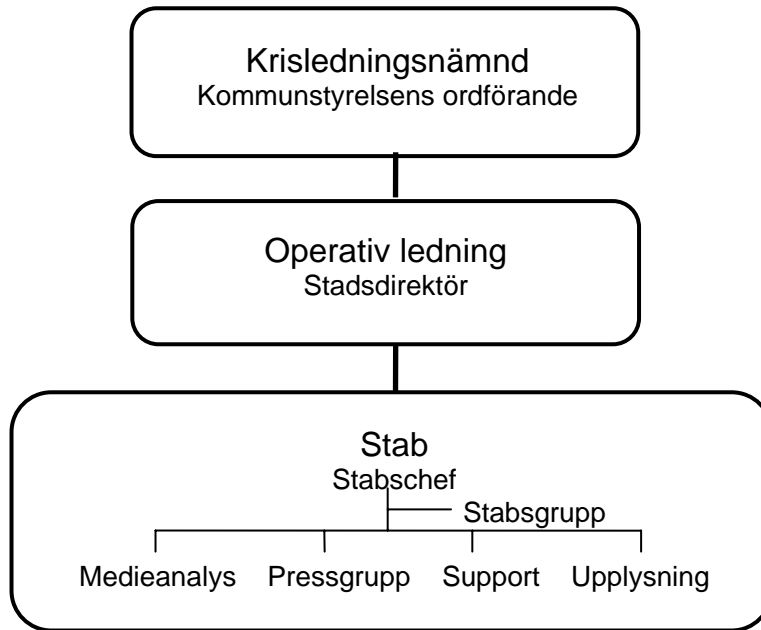 Krisledningsnämnd
Kommunstyrelsens ordförande
Operativ ledning
Stadsdirektör
Stab
Stabschef
Stabsgrupp
Medieanalys Pressgrupp Support Upplysning